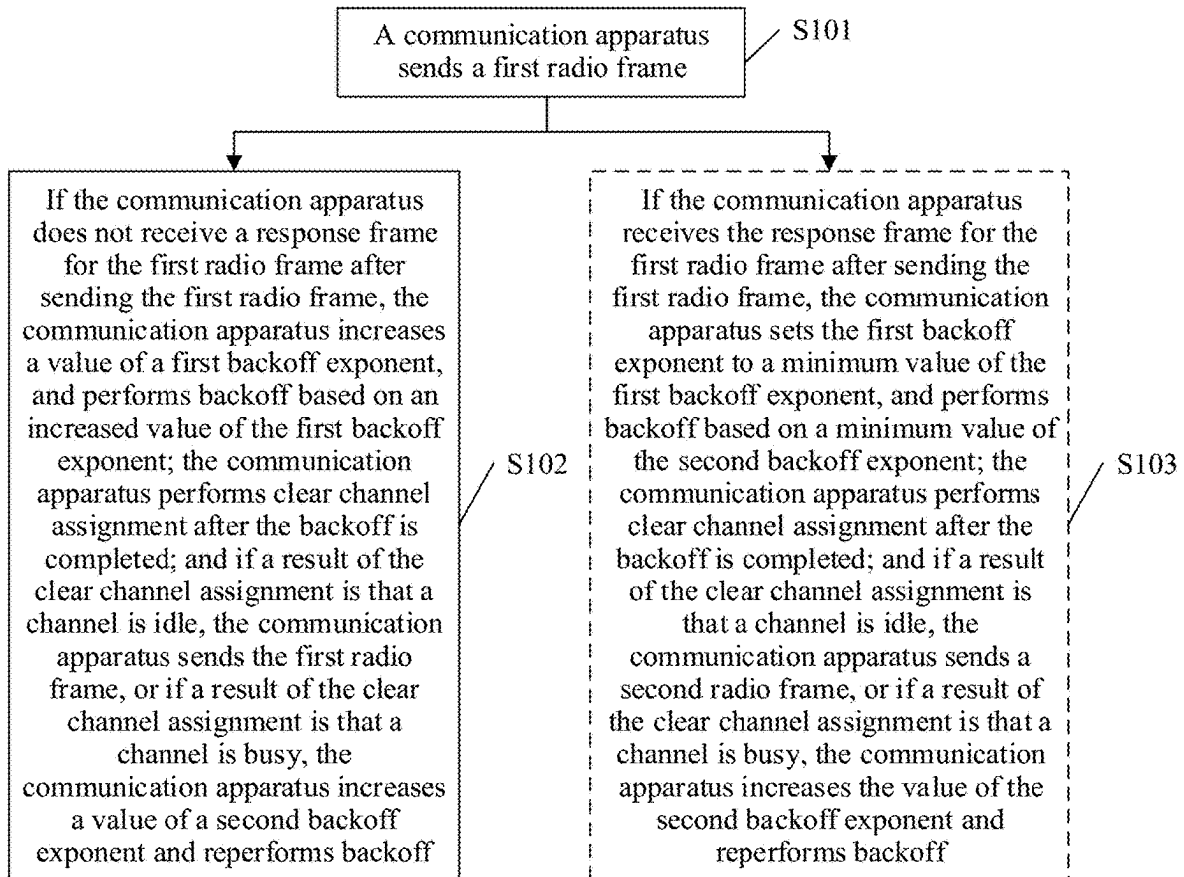 A communication apparatus
sends a first radio frame
S101
If the communication apparatus
does not receive a response frame
for the first radio frame after
sending the first radio frame, the
communication apparatus increases
a value of a first backoff exponent,
and performs backoff based on an
increased value of the first backoff
exponent; the communication
apparatus performs clear channel
assignment after the backoff is
completed; and if a result of the
clear channel assignment is that a
channel is idle, the communication
apparatus sends the first radio
frame, or if a result of the clear
channel assignment is that a
channel is busy, the
communication apparatus increases
a value of a second backoff
exponent and reperforms backoff
S102
If the communication apparatus
receives the response frame for the
first radio frame after sending the
first radio frame, the communication
apparatus sets the first backoff
exponent to a minimum value of the
first backoff exponent, and performs
backoff based on a minimum value of
the second backoff exponent; the
communication apparatus performs
clear channel assignment after the
backoff is completed; and if a result
of the clear channel assignment is
that a channel is idle, the
communication apparatus sends a
second radio frame, or if a result of
the clear channel assignment is that a
channel is busy, the communication
apparatus increases the value of the
second backoff exponent and
reperforms backoff
S103